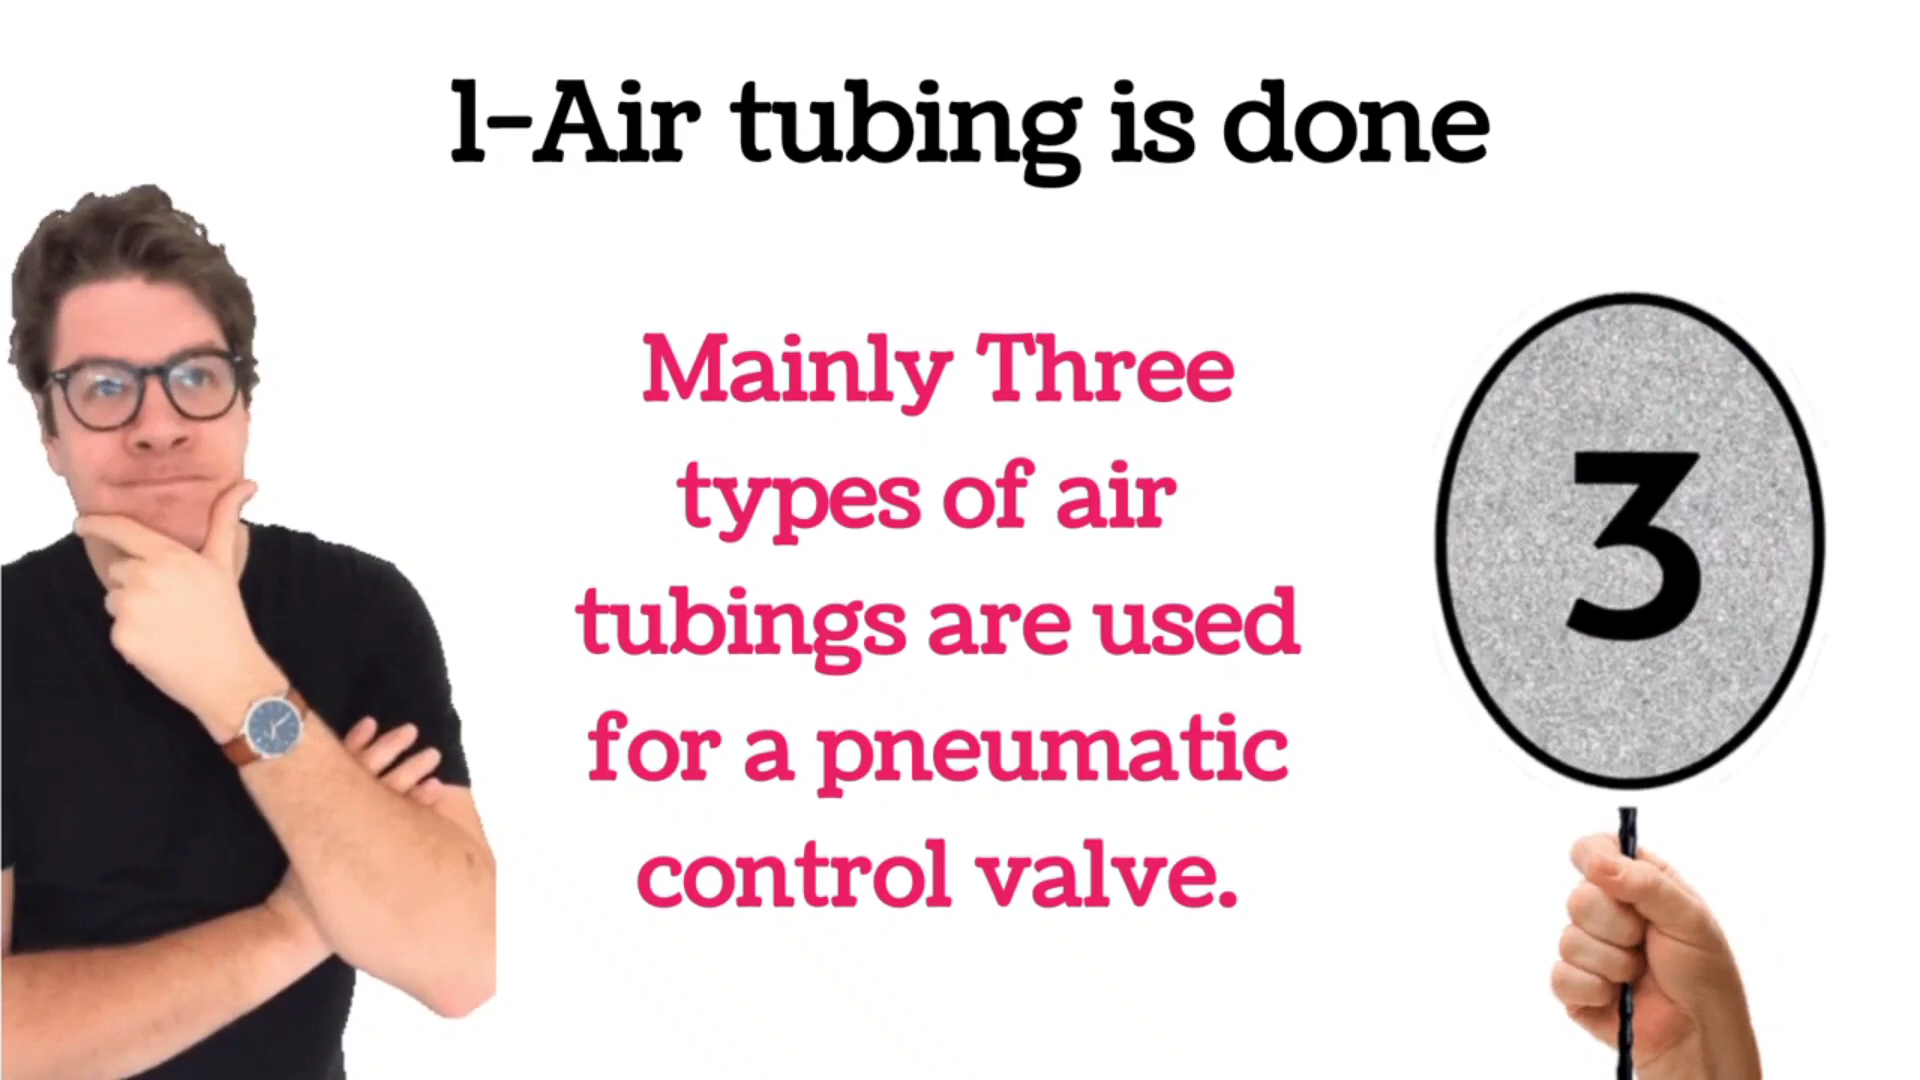 1-Air tubing is done
Mainly Three
types of air
tubings are used
for a pneumatic
control valve.
3